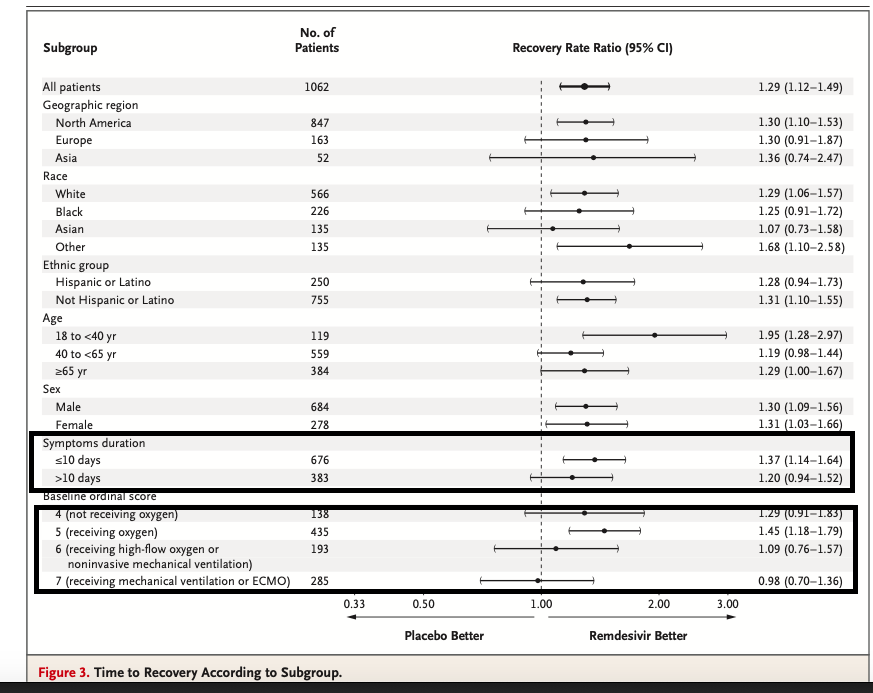 Subgroup No. of Patients Recovery Rate Ratio (95% CI)
All patients 1062 1.29 (1.12–1.49)
Geographic region
North America 847 1.30 (1.10–1.53)
Europe 163 1.30 (0.91–1.87)
Asia 52 1.36 (0.74–2.47)
Race
White 566 1.29 (1.06–1.57)
Black 226 1.25 (0.91–1.72)
Asian 135 1.07 (0.73–1.58)
Other 135 1.68 (1.10–2.58)
Ethnic group
Hispanic or Latino 250 1.28 (0.94–1.73)
Not Hispanic or Latino 755 1.31 (1.10–1.55)
Age
18 to <40 yr 119 1.95 (1.28–2.97)
40 to <65 yr 559 1.19 (0.98–1.44)
≥65 yr 384 1.29 (1.00–1.67)
Sex
Male 684 1.30 (1.09–1.56)
Female 278 1.31 (1.03–1.66)
Symptoms duration
≤10 days 676 1.37 (1.14–1.64)
>10 days 383 1.20 (0.94–1.52)
Baseline ordinal score
4 (not receiving oxygen) 138 1.29 (0.91–1.83)
5 (receiving oxygen) 435 1.45 (1.18–1.79)
6 (receiving high-flow oxygen or 193 1.09 (0.76–1.57)
noninvasive mechanical ventilation)
7 (receiving mechanical ventilation or ECMO) 285 0.98 (0.70–1.36)
0.33 0.50 1.00 2.00 3.00
Placebo Better Remdesivir Better
Figure 3. Time to Recovery According to Subgroup.